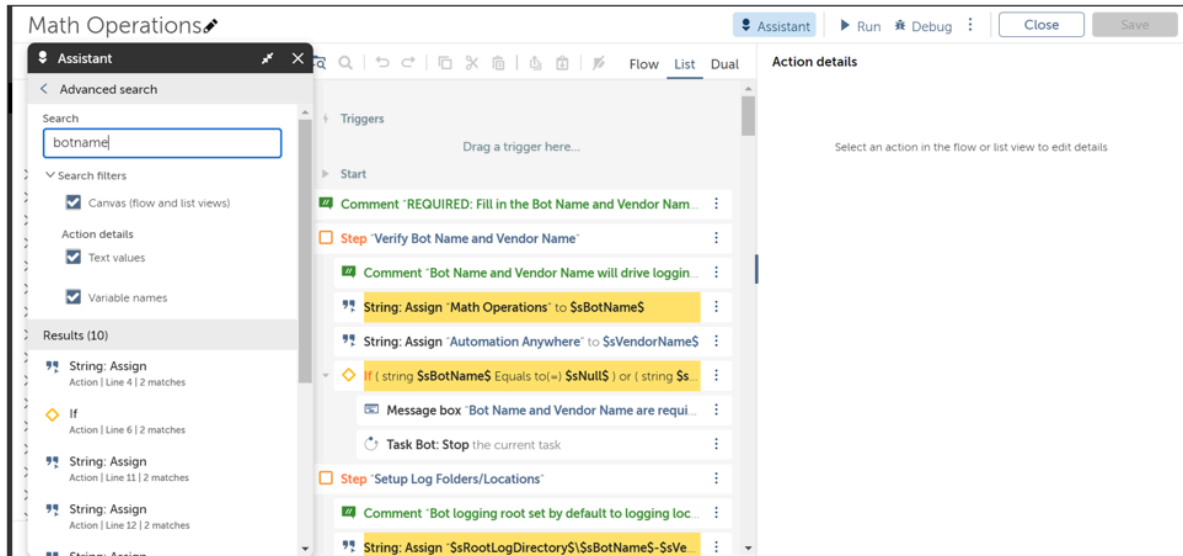 Math Operations
Assistant
Run
Debug
Close
Save
Assistant
Advanced search
Search
botname
Search filters
Canvas (flow and list views)
Action details
Text values
Variable names
Results (10)
String: Assign
Action | Line 4 | 2 matches
If
Action | Line 6 | 2 matches
String: Assign
Action | Line 11 | 2 matches
String: Assign
Action | Line 12 | 2 matches
Flow List Dual
Triggers
Drag a trigger here...
Start
Comment "REQUIRED: Fill in the Bot Name and Vendor Nam...
Step "Verify Bot Name and Vendor Name"
Comment "Bot Name and Vendor Name will drive loggin...
String: Assign "Math Operations" to $sBotName$
String: Assign "Automation Anywhere" to $sVendorName$
If ( string $sBotName$ Equals to(=) $sNull$ ) or ( string $s...
Message box "Bot Name and Vendor Name are requi...
Task Bot: Stop the current task
Step "Setup Log Folders/Locations"
Comment "Bot logging root set by default to logging loc...
String: Assign "$sRootLogDirectory$\$sBotName$-$sVe...
Action details
Select an action in the flow or list view to edit details